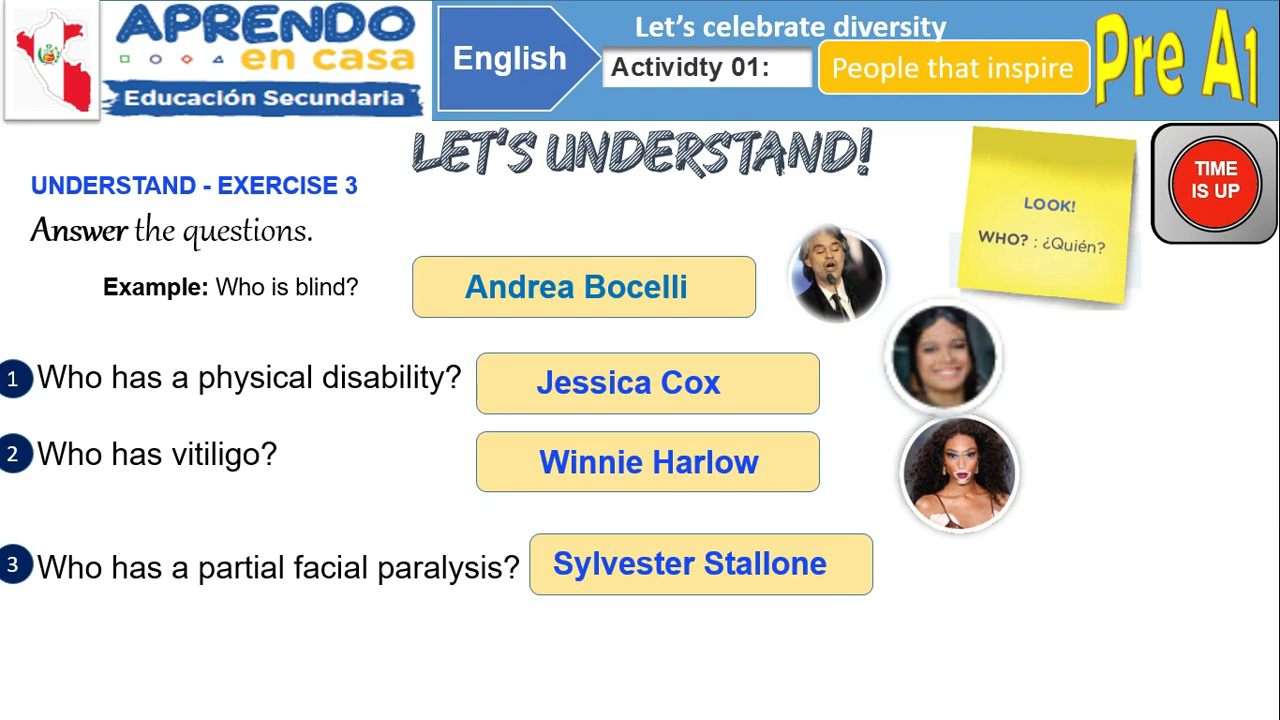 APRENDO
en casa
Educación Secundaria
English
Let's celebrate diversity
Actividty 01:
People that inspire
Pre A1
LET'S UNDERSTAND!
UNDERSTAND - EXERCISE 3
Answer the questions.
LOOK!
WHO? : ¿Quién?
TIME
IS UP
Example: Who is blind?
Andrea Bocelli
1 Who has a physical disability?
Jessica Cox
2 Who has vitiligo?
Winnie Harlow
3 Who has a partial facial paralysis?
Sylvester Stallone